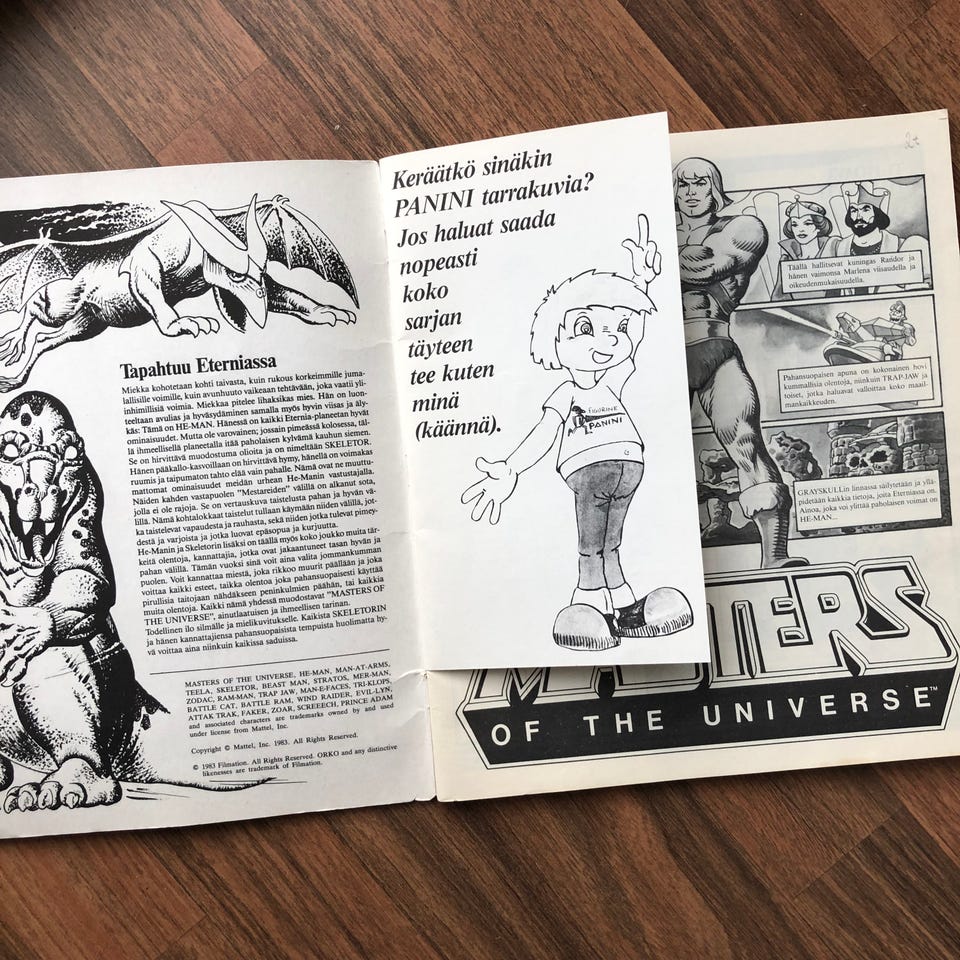 Tapahtuu Eterniassa
Miekka kohotetaan kohti taivasta, kuin rukous korkeimmille juma-
lallisille voimille, kuin avunhuuto vaikeaan tehtävään, joka vaatii yli-
inhimillisiä voimia. Miekkaa pitelee lihaksikas mies. Hän on luon-
teeltaan avulias ja hyväsydäminen samalla myös hyvin viisas ja äly-
käs: Tämä on HE-MAN. Hänessä on kaikki Eternia-planeetan hyvät
ominaisuudet. Mutta ole varovainen; jossain pimeässä kolossa, täl-
lä ihmeellisellä planeetalla itää paholaisen kylvämä kauhun siemen.
Se on hirvittävä muodostuma olioita ja on nimeltään SKELETOR.
Hänen pääkallo-kasvoillaan on hirvittävä hymy, hänellä on voimakas
ruumis ja taipumaton tahto elää vain pahalle. Nämä ovat ne muuttu-
mattomat ominaisuudet meidän urhean He-Manin vastustajalla.
Näiden kahden vastapuolen "Mestareiden" välillä on alkanut sota,
jolla ei ole rajoja. Se on vertauskuva taistelusta pahan ja hyvän vä-
lillä. Nämä kohtalokkaat taistelut tullaan käymään niiden välillä, jot-
ka taistelevat vapaudesta ja rauhasta, sekä niiden jotka tulevat pimey-
destä ja varjoista ja jotka luovat epäsopua ja kurjuutta.
He-Manin ja Skeletorin lisäksi on täällä myös koko joukko muita tär-
keitä olentoja, kannattajia, jotka ovat jakaantuneet tasan hyvän ja
pahan välillä. Tämän vuoksi sinä voit aina valita jommankumman
puolen. Voit kannattaa miestä, joka rikkoo muurit päällään ja joka
voittaa kaikki esteet, taikka olentoa joka pahansuopaisesti käyttää
pirullisia taitojaan nähdäkseen peninkulmien päähän, tai kaikkia
muita olentoja. Kaikki nämä yhdessä muodostavat "MASTERS OF
THE UNIVERSE", ainutlaatuisen ja ihmeellisen tarinan.
Todellinen ilo silmälle ja mielikuvitukselle. Kaikista SKELETORIN
ja hänen kannattajiensa pahansuopaisista tempuista huolimatta hy-
vä voittaa aina niinkuin kaikissa saduissa.
MASTERS OF THE UNIVERSE, HE-MAN, MAN-AT-ARMS,
TEELA, SKELETOR, BEAST MAN, STRATOS, MER-MAN,
ZODAC, RAM-MAN, TRAP JAW, MAN-E-FACES, TRI-KLOPS,
BATTLE CAT, BATTLE RAM, WIND RAIDER, EVIL-LYN,
ATTAK TRAK, FAKER, ZOAR, SCREEECH, PRINCE ADAM
and associated characters are trademarks owned by and used
under license from Mattel, Inc.
Copyright © Mattel, Inc. 1983. All Rights Reserved.
© 1983 Filmation. All Rights Reserved. ORKO and any distinctive
likenesses are trademark of Filmation.
Keräätkö sinäkin
PANINI tarrakuvia?
Jos haluat saada
nopeasti
koko
sarjan
täyteen
tee kuten
minä
(käännä).
FIGURINE
PANINI
Täällä hallitsevat kuningas Randor ja
hänen vaimonsa Marlena viisaudella ja
oikeudenmukaisuudella.
Pahansuopaisen apuna on kokonainen hovi
kummallisia olentoja, niinkuin TRAP-JAW ja
toiset, jotka haluavat vallottaa koko maail-
mankaikkeuden.
GRAYSKULLin linnassa säilytetään ja yllä-
pidetään kaikkia tietoja, joita Eterniassa on.
Ainoa, joka voi ylittää paholaisen voimat on
HE-MAN...
MASTERS
OF THE UNIVERSE™